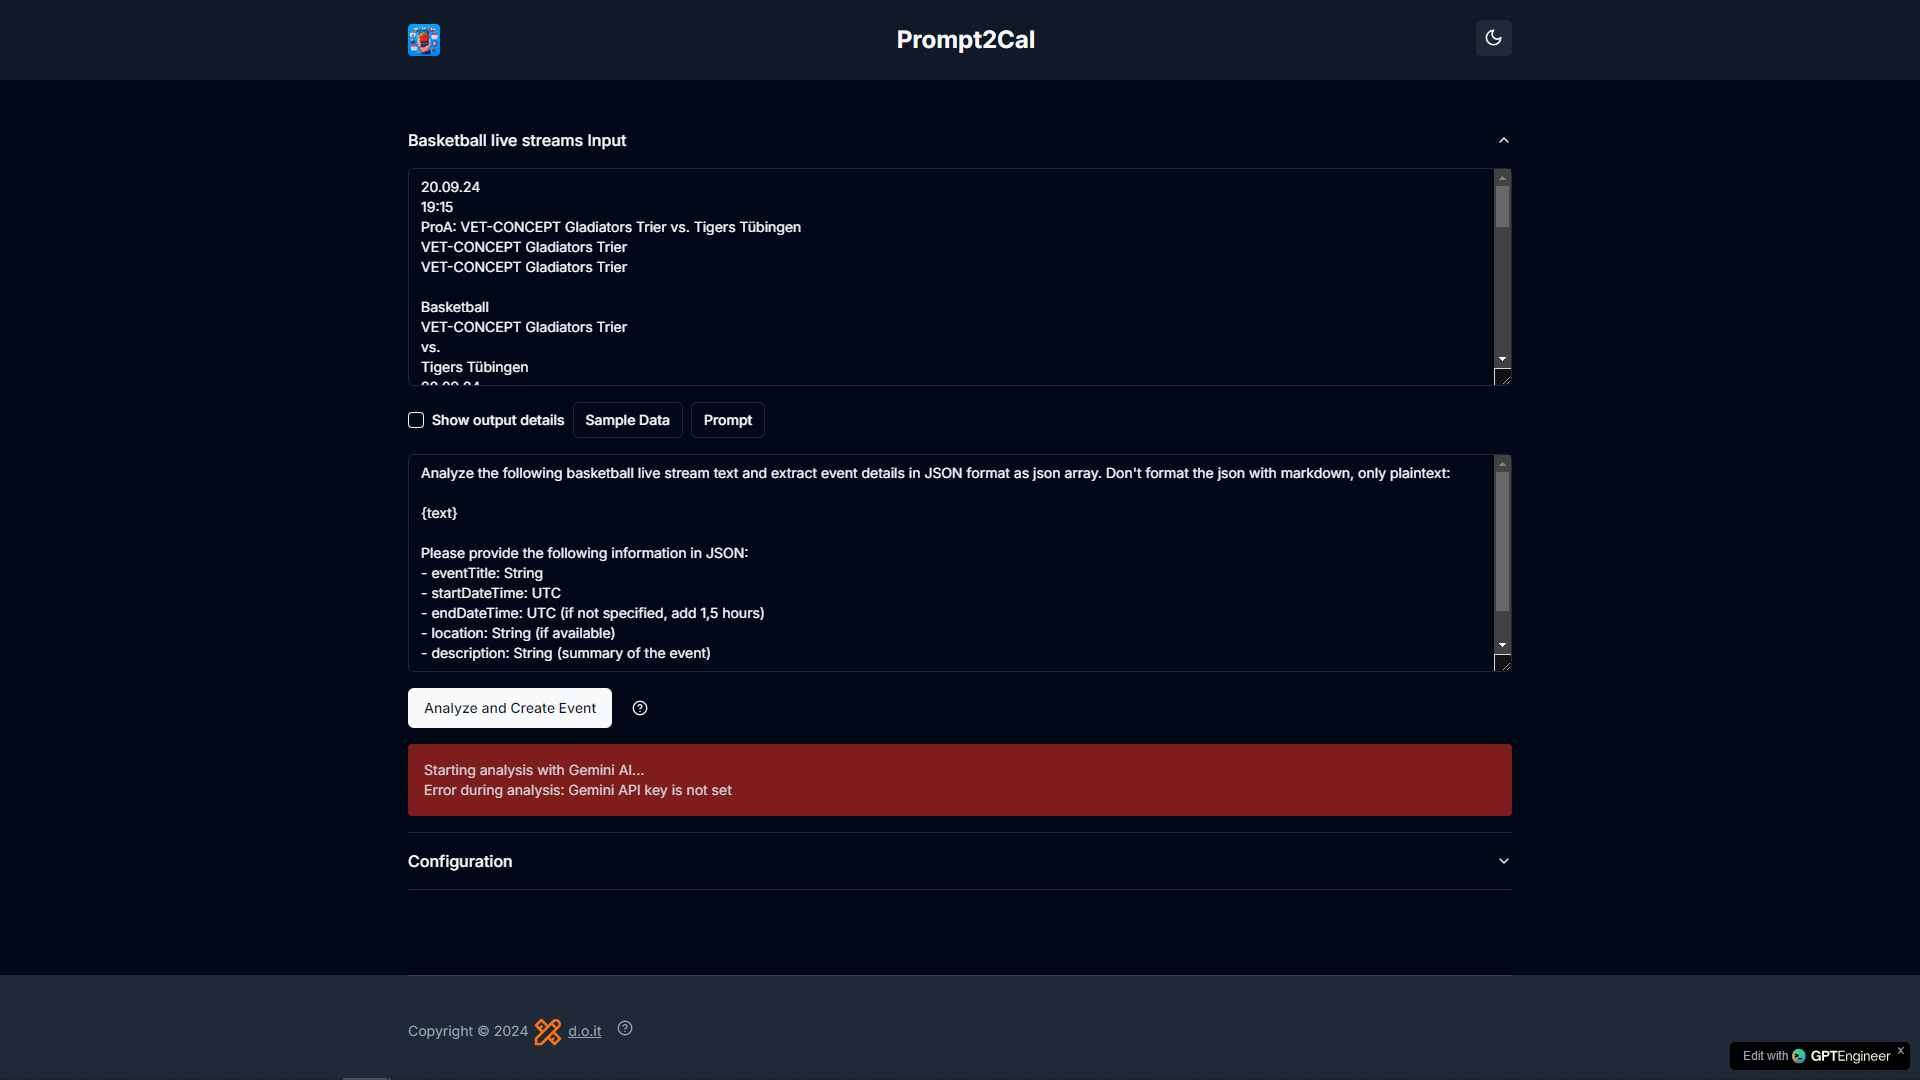 Prompt2Cal
Basketball live streams Input
20.09.24
19:15
ProA: VET-CONCEPT Gladiators Trier vs. Tigers Tübingen
VET-CONCEPT Gladiators Trier
VET-CONCEPT Gladiators Trier
Basketball
VET-CONCEPT Gladiators Trier
vs.
Tigers Tübingen
20.09.24
Show output details
Sample Data
Prompt
Analyze the following basketball live stream text and extract event details in JSON format as json array. Don't format the json with markdown, only plaintext:
{text}
Please provide the following information in JSON:
- eventTitle: String
- startDateTime: UTC
- endDateTime: UTC (if not specified, add 1,5 hours)
- location: String (if available)
- description: String (summary of the event)
Analyze and Create Event
Starting analysis with Gemini AI...
Error during analysis: Gemini API key is not set
Configuration
Copyright © 2024 d.o.it
Edit with GPTEngineer x